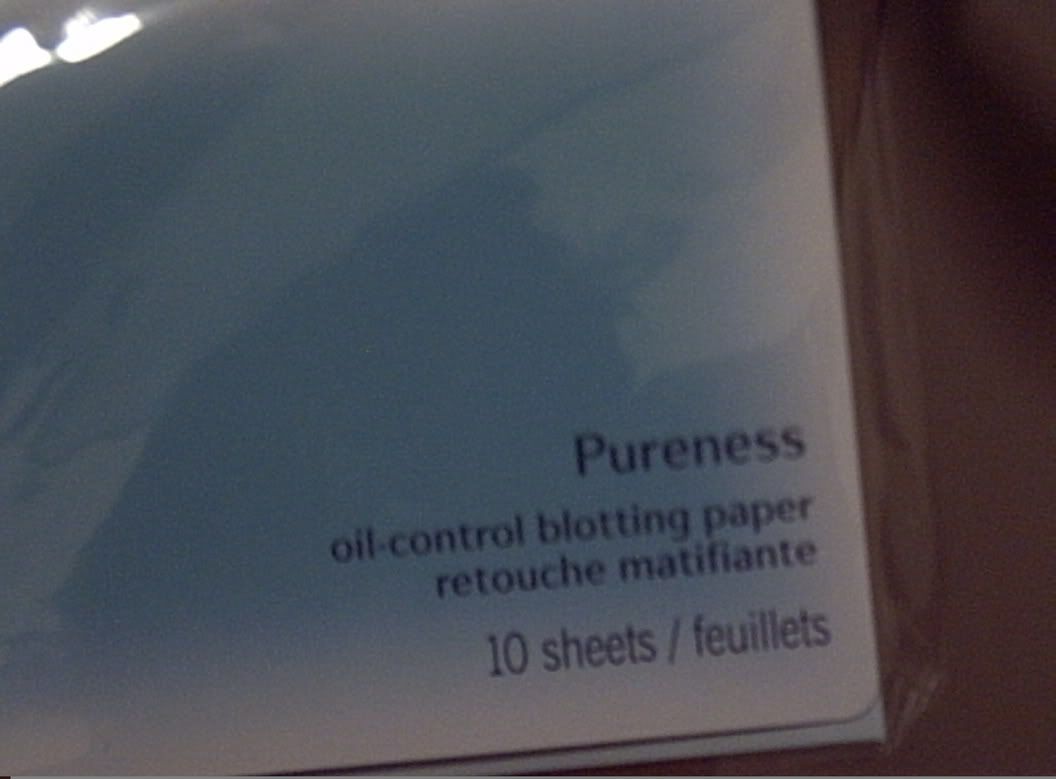 Pureness
oil-control blotting paper
retouche matifiante
10 sheets / feuillets